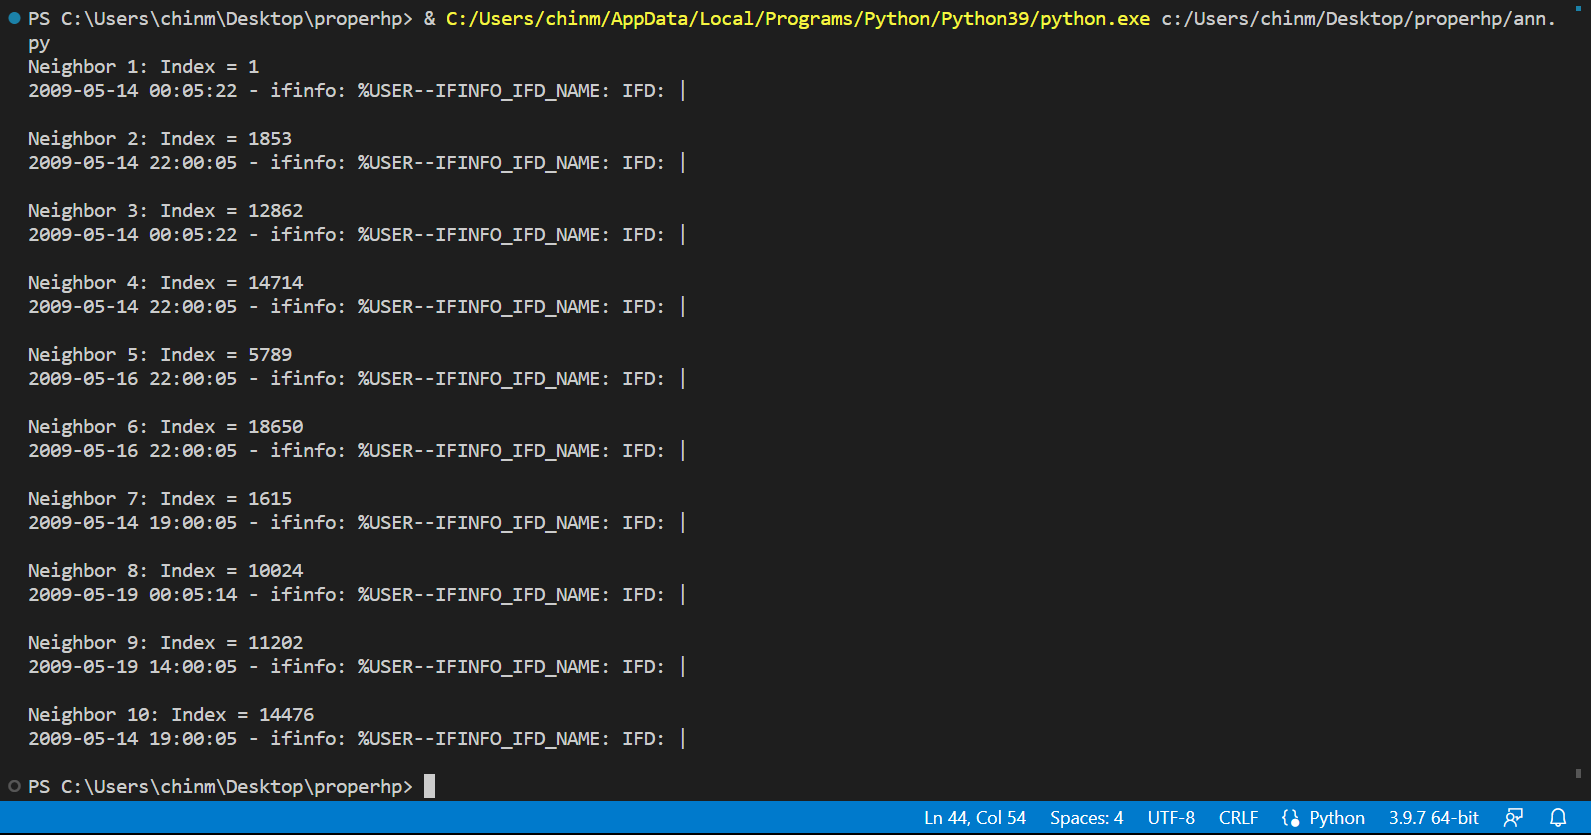 PS C:\Users\chinm\Desktop\properhp> & C:/Users/chinm/AppData/Local/Programs/Python/Python39/python.exe c:/Users/chinm/Desktop/properhp/ann.
py
Neighbor 1: Index = 1
2009-05-14 00:05:22 - ifinfo: %USER--IFINFO_IFD_NAME: IFD: |
Neighbor 2: Index = 1853
2009-05-14 22:00:05 - ifinfo: %USER--IFINFO_IFD_NAME: IFD: |
Neighbor 3: Index = 12862
2009-05-14 00:05:22 - ifinfo: %USER--IFINFO_IFD_NAME: IFD: |
Neighbor 4: Index = 14714
2009-05-14 22:00:05 - ifinfo: %USER--IFINFO_IFD_NAME: IFD: |
Neighbor 5: Index = 5789
2009-05-16 22:00:05 - ifinfo: %USER--IFINFO_IFD_NAME: IFD: |
Neighbor 6: Index = 18650
2009-05-16 22:00:05 - ifinfo: %USER--IFINFO_IFD_NAME: IFD: |
Neighbor 7: Index = 1615
2009-05-14 19:00:05 - ifinfo: %USER--IFINFO_IFD_NAME: IFD: |
Neighbor 8: Index = 10024
2009-05-19 00:05:14 - ifinfo: %USER--IFINFO_IFD_NAME: IFD: |
Neighbor 9: Index = 11202
2009-05-19 14:00:05 - ifinfo: %USER--IFINFO_IFD_NAME: IFD: |
Neighbor 10: Index = 14476
2009-05-14 19:00:05 - ifinfo: %USER--IFINFO_IFD_NAME: IFD: |
PS C:\Users\chinm\Desktop\properhp>
Ln 44, Col 54 Spaces: 4 UTF-8 CRLF Python 3.9.7 64-bit